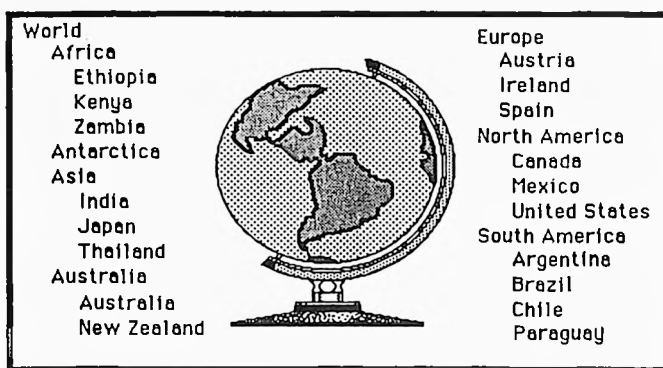 World
Africa
Ethiopia
Kenya
Zambia
Antarctica
Asia
India
Japan
Thailand
Australia
Australia
New Zealand
Europe
Austria
Ireland
Spain
North America
Canada
Mexico
United States
South America
Argentina
Brazil
Chile
Paraguay